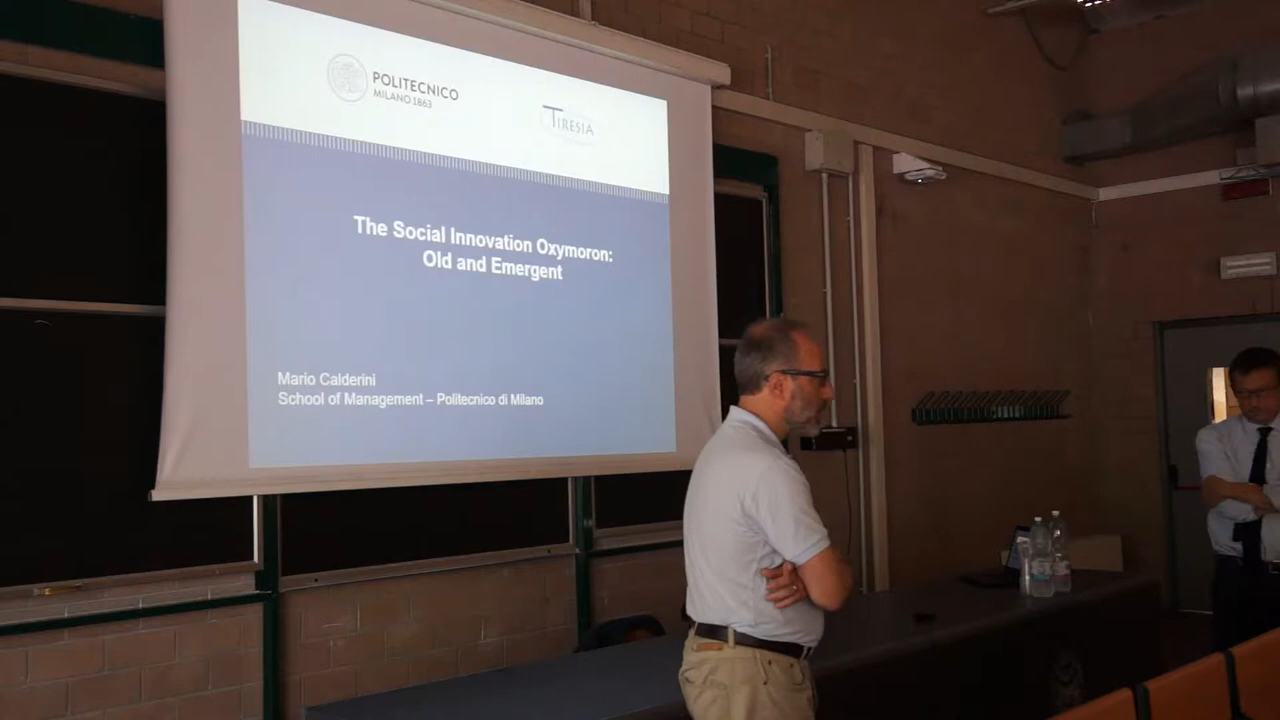 POLITECNICO
MILANO 1863
TIRESIA
The Social Innovation Oxymoron:
Old and Emergent
Mario Calderini
School of Management – Politecnico di Milano